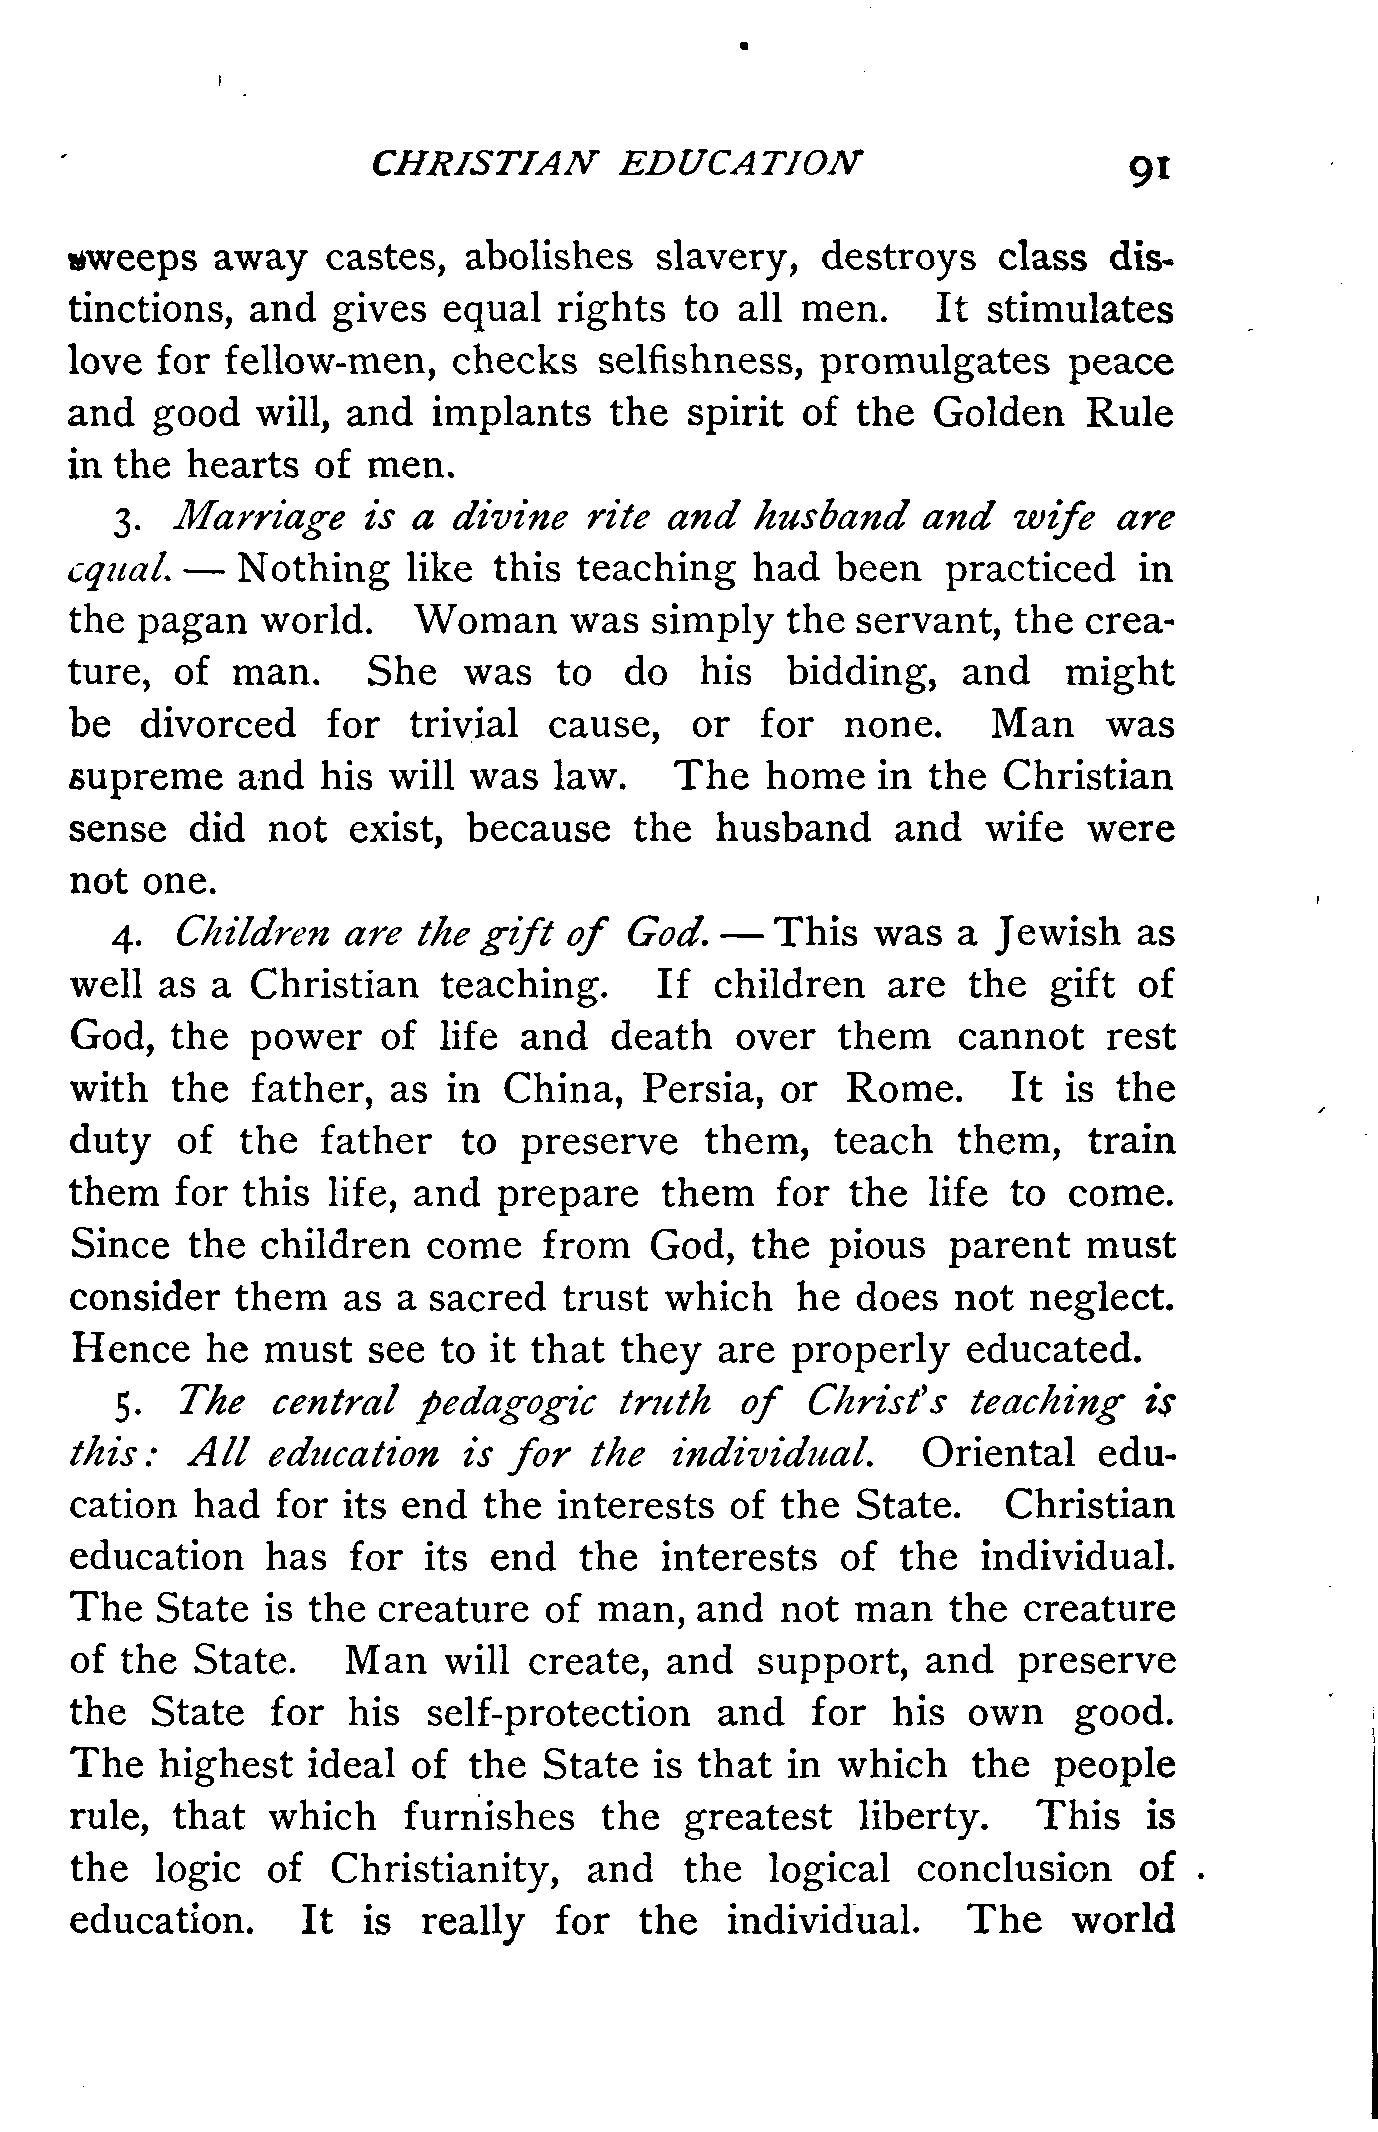 CHRISTIAN EDUCATION 91
sweeps away castes, abolishes slavery, destroys class dis-
tinctions, and gives equal rights to all men. It stimulates
love for fellow-men, checks selfishness, promulgates peace
and good will, and implants the spirit of the Golden Rule
in the hearts of men.
3. Marriage is a divine rite and husband and wife are
equal. — Nothing like this teaching had been practiced in
the pagan world. Woman was simply the servant, the crea-
ture, of man. She was to do his bidding, and might
be divorced for trivial cause, or for none. Man was
supreme and his will was law. The home in the Christian
sense did not exist, because the husband and wife were
not one.
4. Children are the gift of God. — This was a Jewish as
well as a Christian teaching. If children are the gift of
God, the power of life and death over them cannot rest
with the father, as in China, Persia, or Rome. It is the
duty of the father to preserve them, teach them, train
them for this life, and prepare them for the life to come.
Since the children come from God, the pious parent must
consider them as a sacred trust which he does not neglect.
Hence he must see to it that they are properly educated.
5. The central pedagogic truth of Christ's teaching is
this: All education is for the individual. Oriental edu-
cation had for its end the interests of the State. Christian
education has for its end the interests of the individual.
The State is the creature of man, and not man the creature
of the State. Man will create, and support, and preserve
the State for his self-protection and for his own good.
The highest ideal of the State is that in which the people
rule, that which furnishes the greatest liberty. This is
the logic of Christianity, and the logical conclusion of
education. It is really for the individual. The world